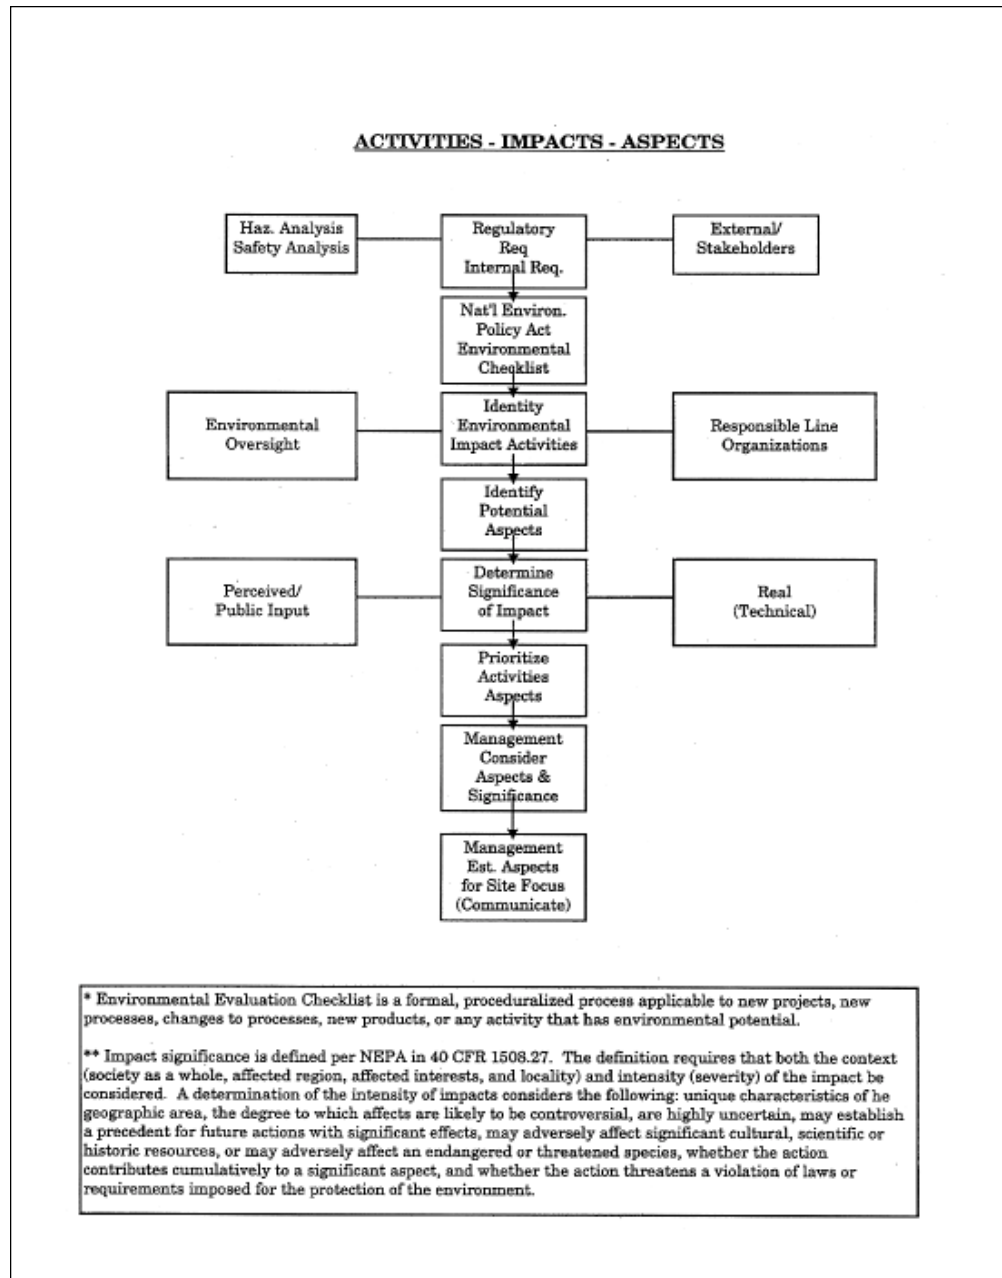 ACTIVITIES - IMPACTS - ASPECTS
Haz. Analysis
Safety Analysis
Regulatory
Req
Internal Req.
External/
Stakeholders
Nat'l Environ.
Policy Act
Environmental
Checklist
Environmental
Oversight
Identity
Environmental
Impact Activities
Responsible Line
Organizations
Identify
Potential
Aspects
Perceived/
Public Input
Determine
Significance
of Impact
Real
(Technical)
Prioritize
Activities
Aspects
Management
Consider
Aspects &
Significance
Management
Est. Aspects
for Site Focus
(Communicate)
* Environmental Evaluation Checklist is a formal, proceduralized process applicable to new projects, new
processes, changes to processes, new products, or any activity that has environmental potential.
** Impact significance is defined per NEPA in 40 CFR 1508.27.  The definition requires that both the context
(society as a whole, affected region, affected interests, and locality) and intensity (severity) of the impact be
considered.  A determination of the intensity of impacts considers the following: unique characteristics of he
geographic area, the degree to which affects are likely to be controversial, are highly uncertain, may establish
a precedent for future actions with significant effects, may adversely affect significant cultural, scientific or
historic resources, or may adversely affect an endangered or threatened species, whether the action
contributes cumulatively to a significant aspect, and whether the action threatens a violation of laws or
requirements imposed for the protection of the environment.